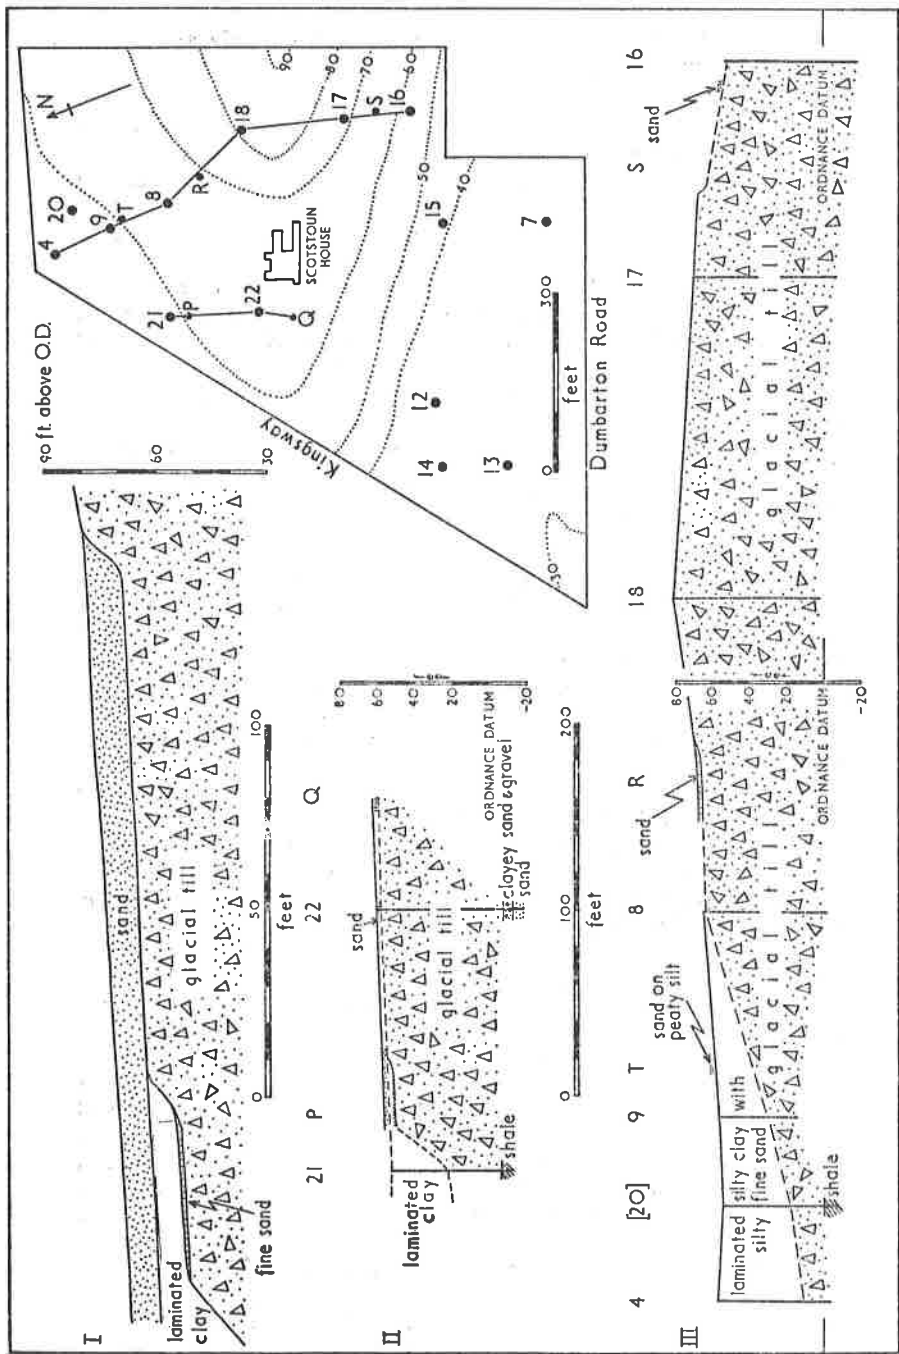 I
90 ft. above O.D.
60
30
sand
glacial till
laminated
clay
fine sand
0
50
100
feet
N
4
20
9
T
8
R
18
17
S
16
21
P
22
Q
SCOTSTOUN
HOUSE
90
80
70
60
50
40
30
15
7
12
14
13
Kingsway
Dumbarton Road
0
300
feet
II
21
P
22
Q
80
60
40
20
-20
feet
ORDNANCE DATUM
sand
glacial till
laminated
clay
shale
clayey sand & gravel
sand
0
100
200
feet
III
4
[20]
9
T
8
R
18
17
S
16
80
60
40
20
-20
ORDNANCE DATUM
ORDNANCE DATUM
laminated silty clay with
silty fine sand
sand on
peaty silt
sand
sand
shale
glacial till
glacial till